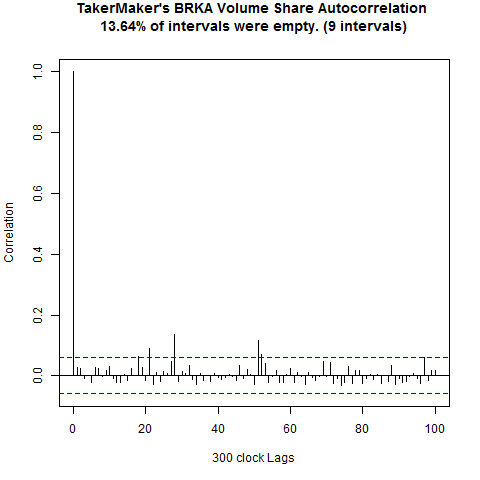 TakerMaker's BRKA Volume Share Autocorrelation
13.64% of intervals were empty. (9 intervals)
1.0
0.8
0.6
0.4
0.2
0.0
Correlation
0 20 40 60 80 100
300 clock Lags